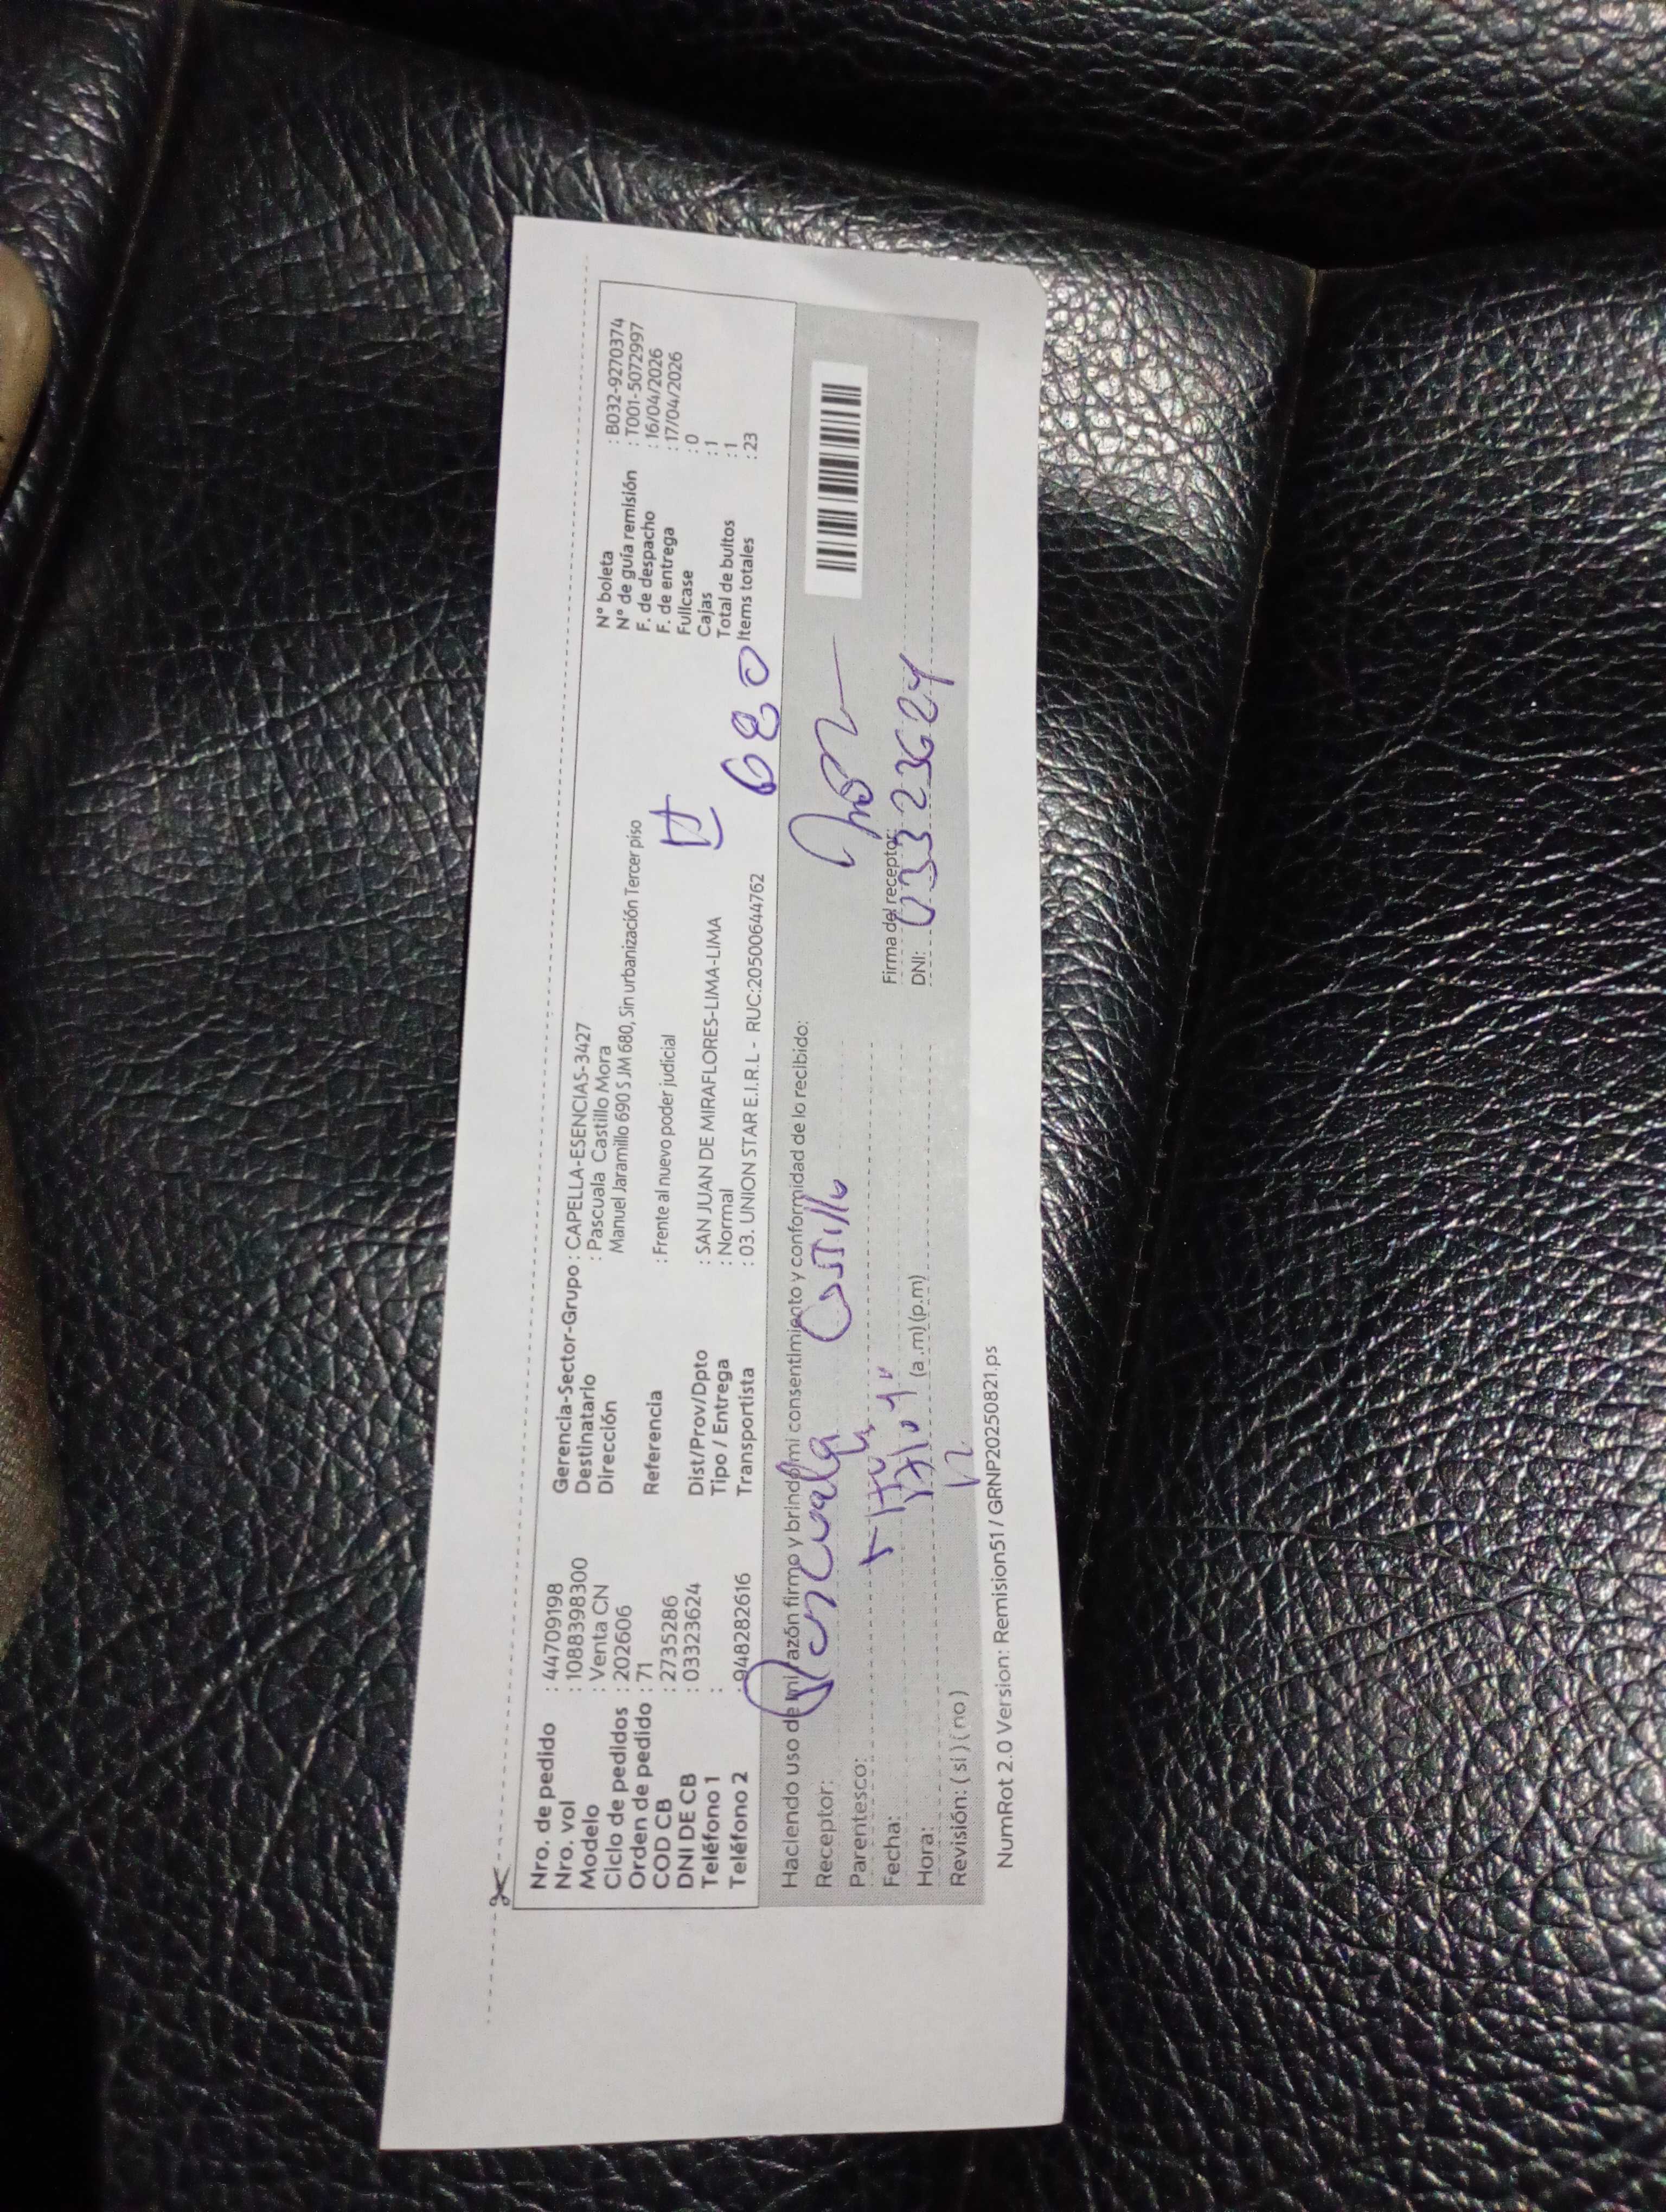 Nro. de pedido : 44709198
Nro. vol : 10883983​00
Modelo : Venta CN
Ciclo de pedidos : 202606
Orden de pedido : 71
COD CB : 2735286
DNI DE CB : 03323624
Teléfono 1 :
Teléfono 2 : 948282616
Gerencia-Sector-Grupo : CAPELLA-ESENCIAS-3427
Destinatario : Pascuala Castillo Mora
Dirección Manuel Jaramillo 690 S JM 680, Sin urbanización Tercer piso
Referencia : Frente al nuevo poder judicial
Dist/Prov/Dpto : SAN JUAN DE MIRAFLORES-LIMA-LIMA
Tipo / Entrega : Normal
Transportista : 03. UNION STAR E.I.R.L - RUC:20500644762
N° boleta : B032-9270374
N° de guía remisión : T001-5072997
F. de despacho : 16/04/2026
F. de entrega : 17/04/2026
Fullcase : 0
Cajas : 1
Total de bultos : 1
Items totales : 23
680
Haciendo uso de mi razón firmo y brindo mi consentimiento y conformidad de lo recibido:
Receptor: Pascuala Castillo
Parentesco:
Fecha:
Hora: (a.m) (p.m)
Revisión: ( si ) ( no )
Firma del receptor:
DNI: 03323624
NumRot 2.0 Version: Remision51 / GRNP20250821.ps